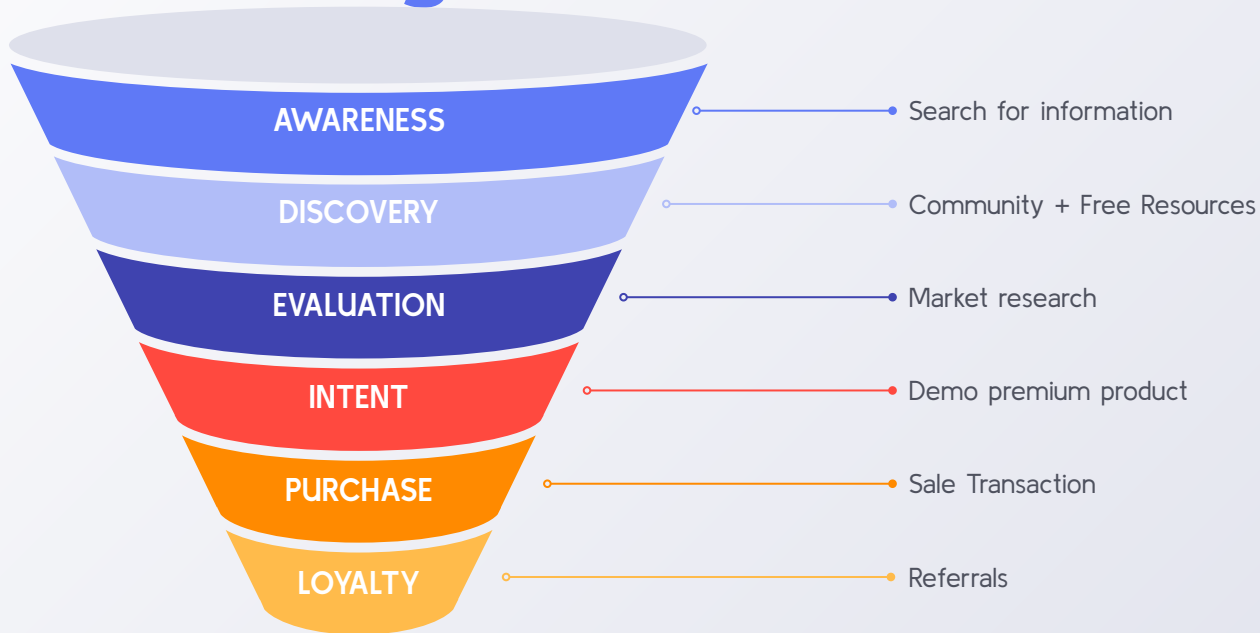 AWARENESS
Search for information
DISCOVERY
Community + Free Resources
EVALUATION
Market research
INTENT
Demo premium product
PURCHASE
Sale Transaction
LOYALTY
Referrals